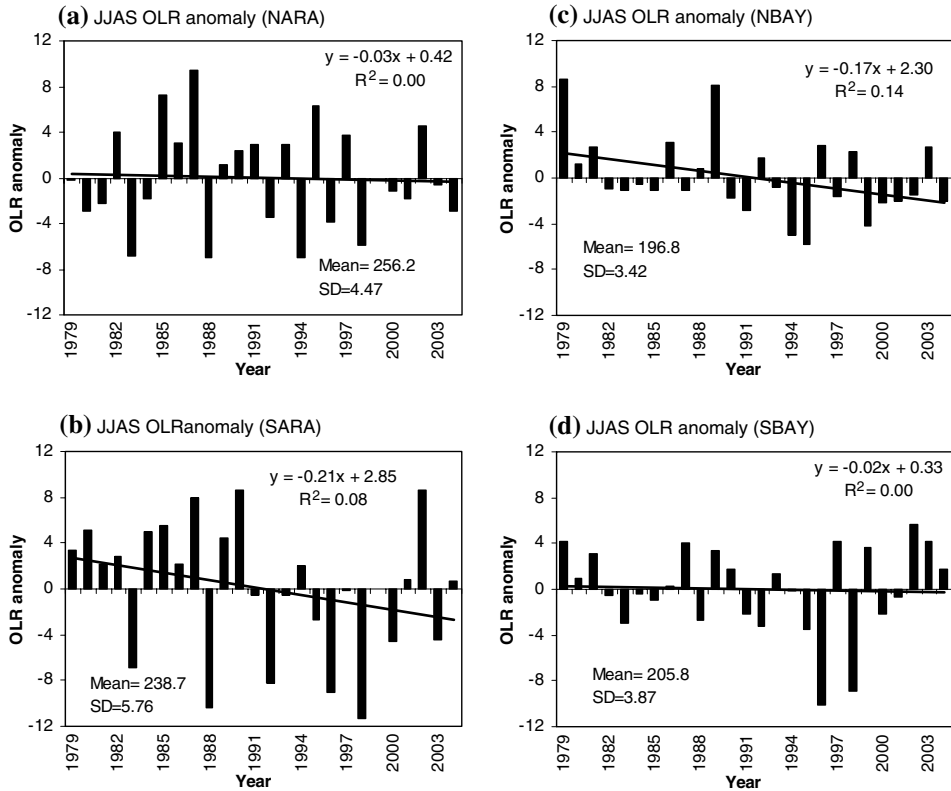 (a) JJAS OLR anomaly (NARA)
12
8
4
0
-4
-8
-12
OLR anomaly
y = -0.03x + 0.42
R² = 0.00
Mean= 256.2
SD=4.47
1979
1982
1985
1988
1991
1994
1997
2000
2003
Year
(c) JJAS OLR anomaly (NBAY)
12
8
4
0
-4
-8
-12
OLR anomaly
y = -0.17x + 2.30
R² = 0.14
Mean= 196.8
SD=3.42
1979
1982
1985
1988
1991
1994
1997
2000
2003
Year
(b) JJAS OLRanomaly (SARA)
12
8
4
0
-4
-8
-12
OLR anomaly
y = -0.21x + 2.85
R² = 0.08
Mean= 238.7
SD=5.76
1979
1982
1985
1988
1991
1994
1997
2000
2003
Year
(d) JJAS OLR anomaly (SBAY)
12
8
4
0
-4
-8
-12
OLR anomaly
y = -0.02x + 0.33
R² = 0.00
Mean= 205.8
SD=3.87
1979
1982
1985
1988
1991
1994
1997
2000
2003
Year